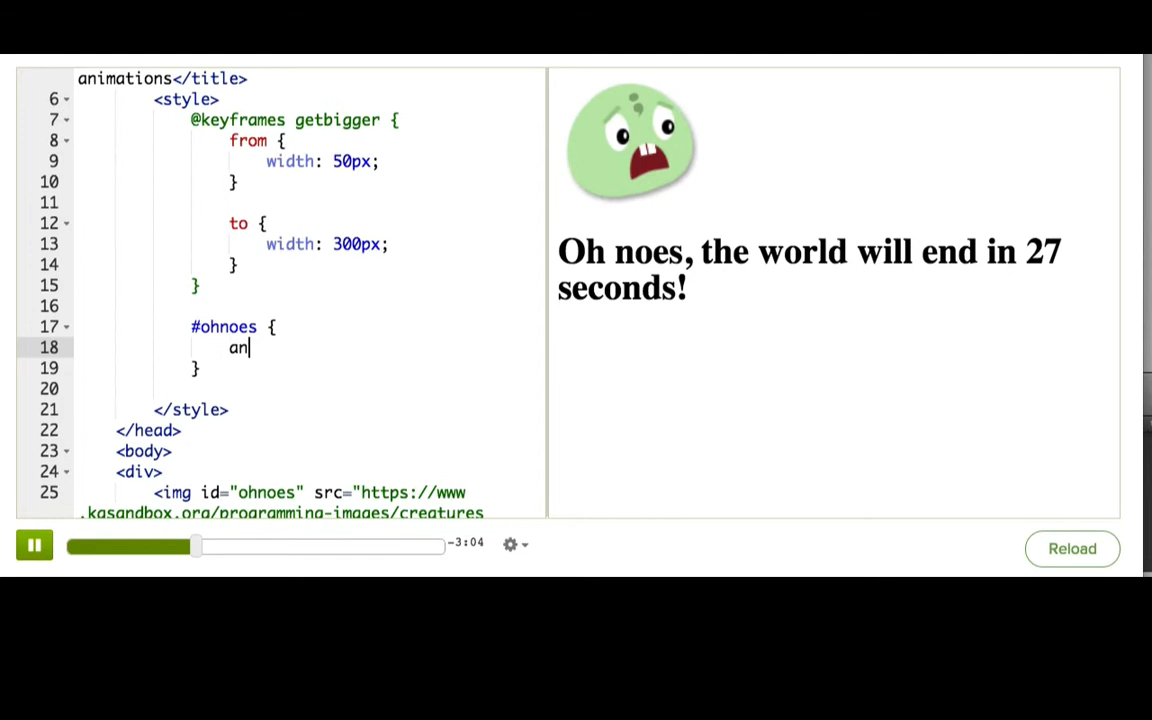 animations</title>
6 <style>
7 @keyframes getbigger {
8 from {
9 width: 50px;
10 }
11
12 to {
13 width: 300px;
14 }
15 }
16
17 #ohnoes {
18 an
19 }
20
21 </style>
22 </head>
23 <body>
24 <div>
25 <img id="ohnoes" src="https://www
.kasandbox.org/programming-images/creatures
Oh noes, the world will end in 27
seconds!
-3:04
Reload